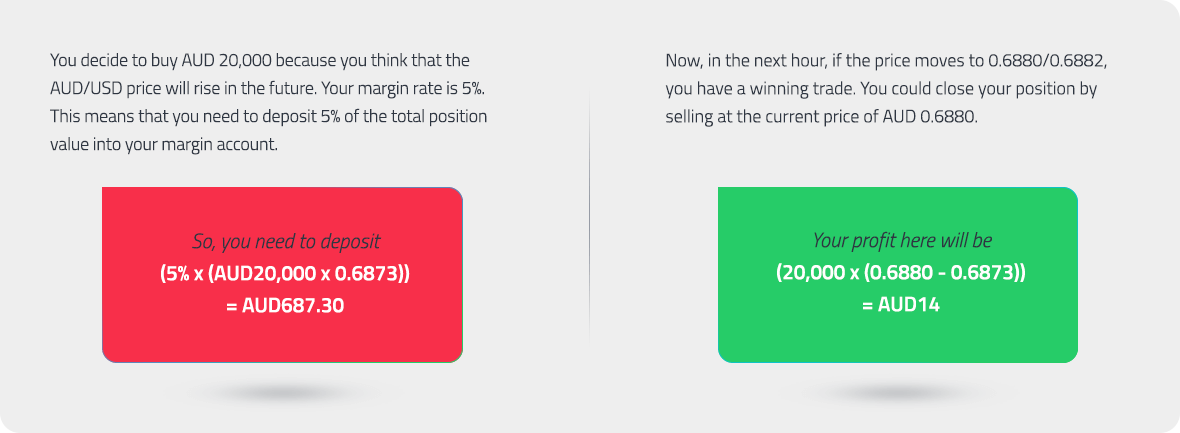 You decide to buy AUD 20,000 because you think that the
AUD/USD price will rise in the future. Your margin rate is 5%.
This means that you need to deposit 5% of the total position
value into your margin account.
So, you need to deposit
(5% x (AUD20,000 x 0.6873))
= AUD687.30
Now, in the next hour, if the price moves to 0.6880/0.6882,
you have a winning trade. You could close your position by
selling at the current price of AUD 0.6880.
Your profit here will be
(20,000 x (0.6880 - 0.6873))
= AUD14